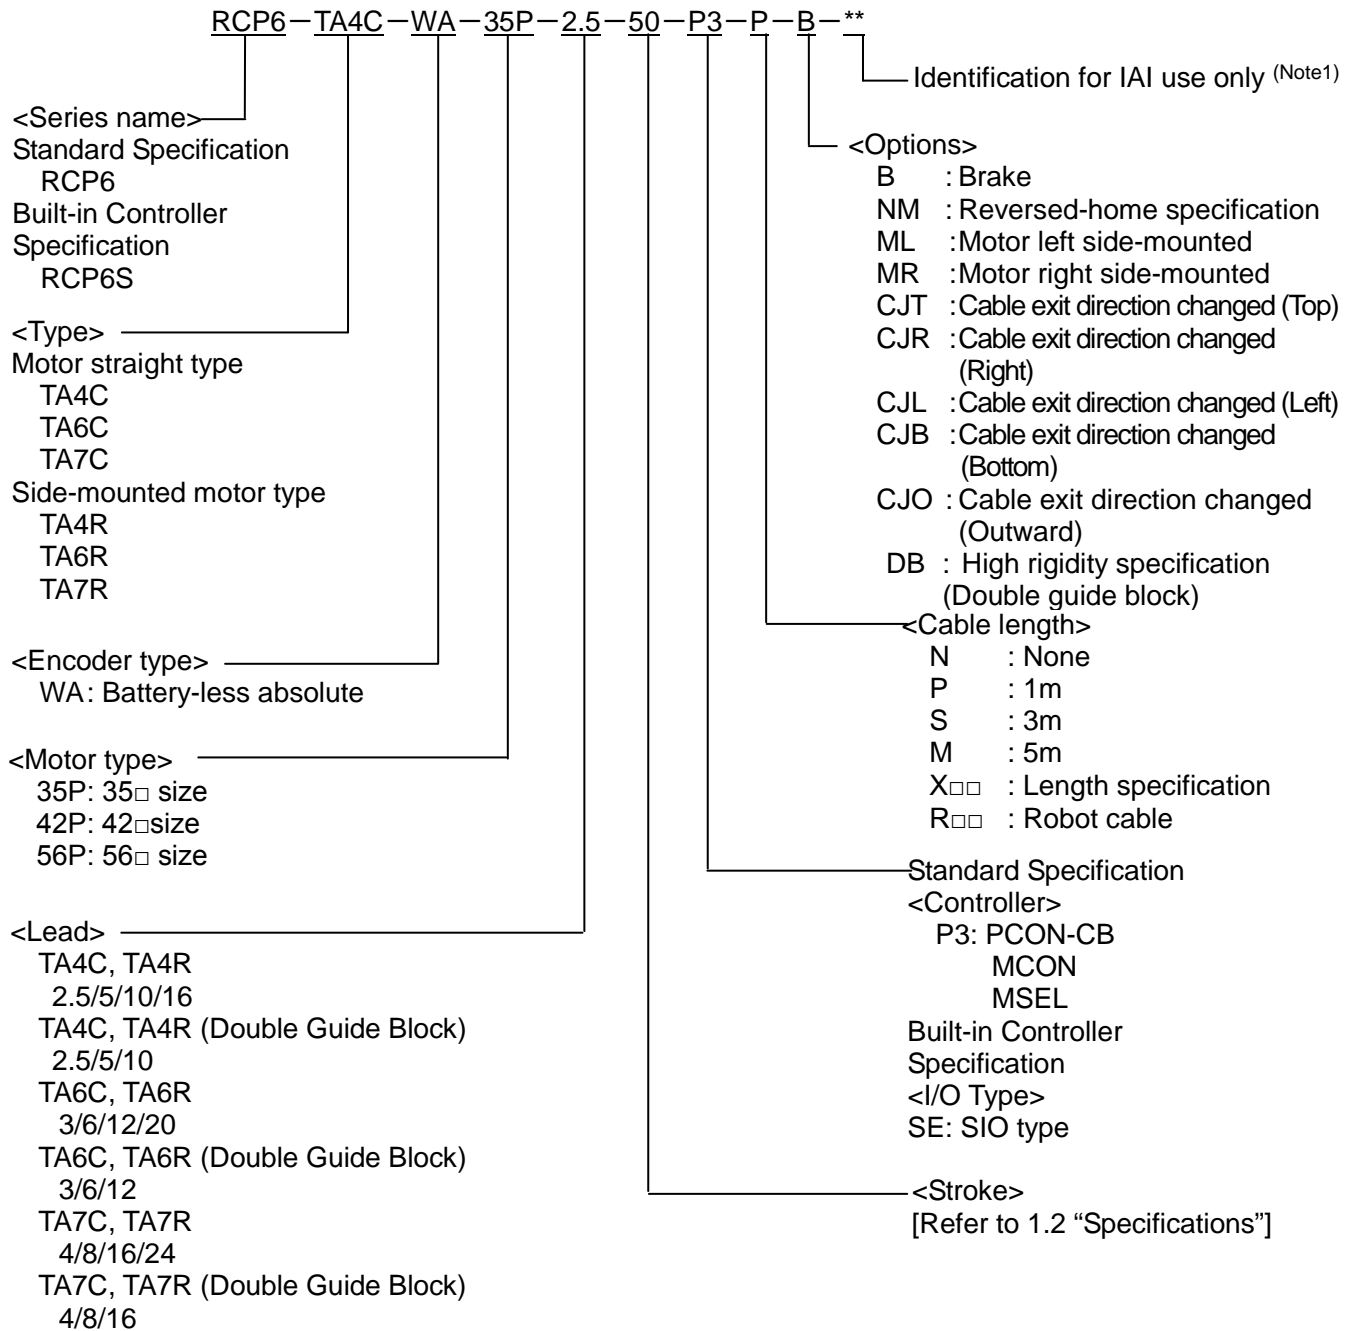 RCP6－TA4C－WA－35P－2.5－50－P3－P－B－**
Identification for IAI use only (Note1)
<Series name>
Standard Specification
RCP6
Built-in Controller
Specification
RCP6S
<Type>
Motor straight type
TA4C
TA6C
TA7C
Side-mounted motor type
TA4R
TA6R
TA7R
<Encoder type>
WA: Battery-less absolute
<Motor type>
35P: 35□ size
42P: 42□size
56P: 56□ size
<Lead>
TA4C, TA4R
2.5/5/10/16
TA4C, TA4R (Double Guide Block)
2.5/5/10
TA6C, TA6R
3/6/12/20
TA6C, TA6R (Double Guide Block)
3/6/12
TA7C, TA7R
4/8/16/24
TA7C, TA7R (Double Guide Block)
4/8/16
<Options>
B : Brake
NM : Reversed-home specification
ML : Motor left side-mounted
MR : Motor right side-mounted
CJT : Cable exit direction changed (Top)
CJR : Cable exit direction changed
(Right)
CJL : Cable exit direction changed (Left)
CJB : Cable exit direction changed
(Bottom)
CJO : Cable exit direction changed
(Outward)
DB : High rigidity specification
(Double guide block)
<Cable length>
N : None
P : 1m
S : 3m
M : 5m
X□□ : Length specification
R□□ : Robot cable
Standard Specification
<Controller>
P3: PCON-CB
MCON
MSEL
Built-in Controller
Specification
<I/O Type>
SE: SIO type
<Stroke>
[Refer to 1.2 “Specifications”]